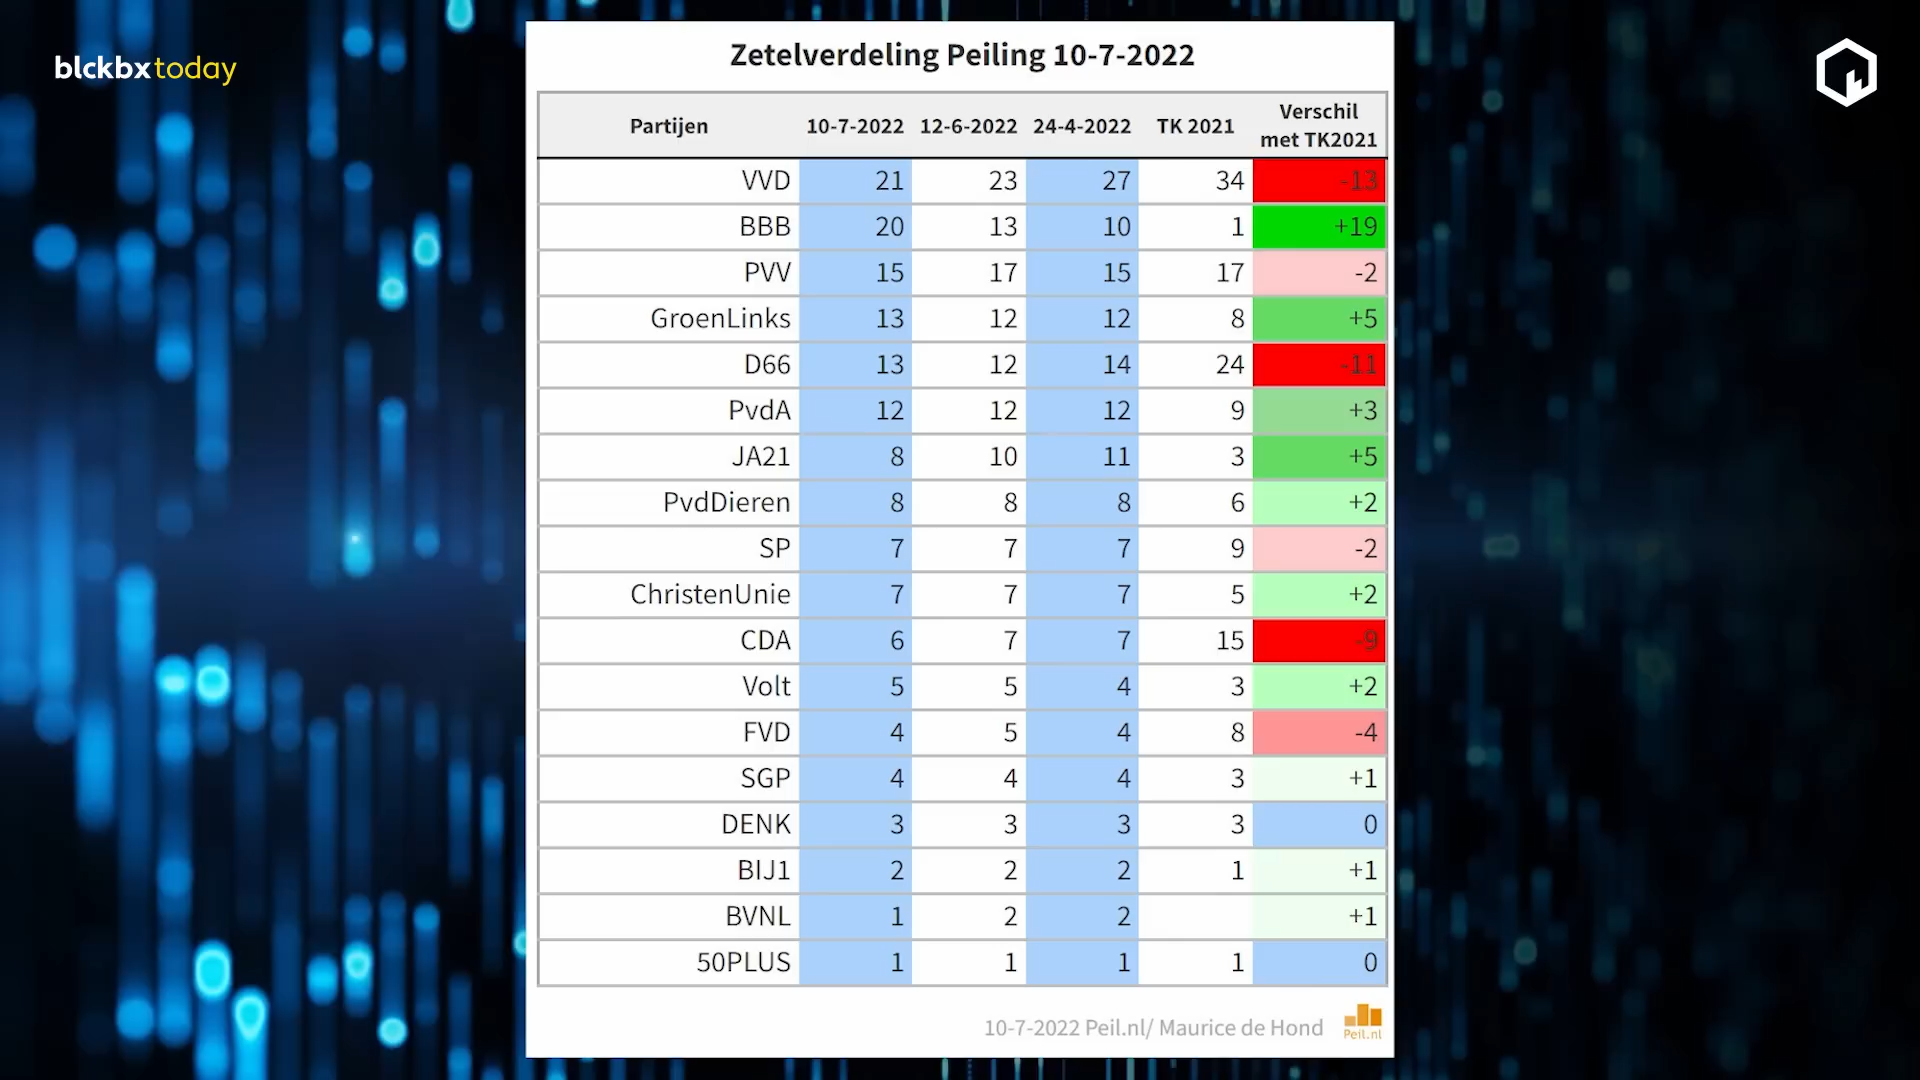 blckbxtoday
Zetelverdeling Peiling 10-7-2022
Partijen 10-7-2022 12-6-2022 24-4-2022 TK 2021 Verschil met TK2021
VVD 21 23 27 34 -13
BBB 20 13 10 1 +19
PVV 15 17 15 17 -2
GroenLinks 13 12 12 8 +5
D66 13 12 14 24 -11
PvdA 12 12 12 9 +3
JA21 8 10 11 3 +5
PvdDieren 8 8 8 6 +2
SP 7 7 7 9 -2
ChristenUnie 7 7 7 5 +2
CDA 6 7 7 15 -9
Volt 5 5 4 3 +2
FVD 4 5 4 8 -4
SGP 4 4 4 3 +1
DENK 3 3 3 3 0
BIJ1 2 2 2 1 +1
BVNL 1 2 2 +1
50PLUS 1 1 1 1 0
10-7-2022 Peil.nl/ Maurice de Hond
Peil.nl